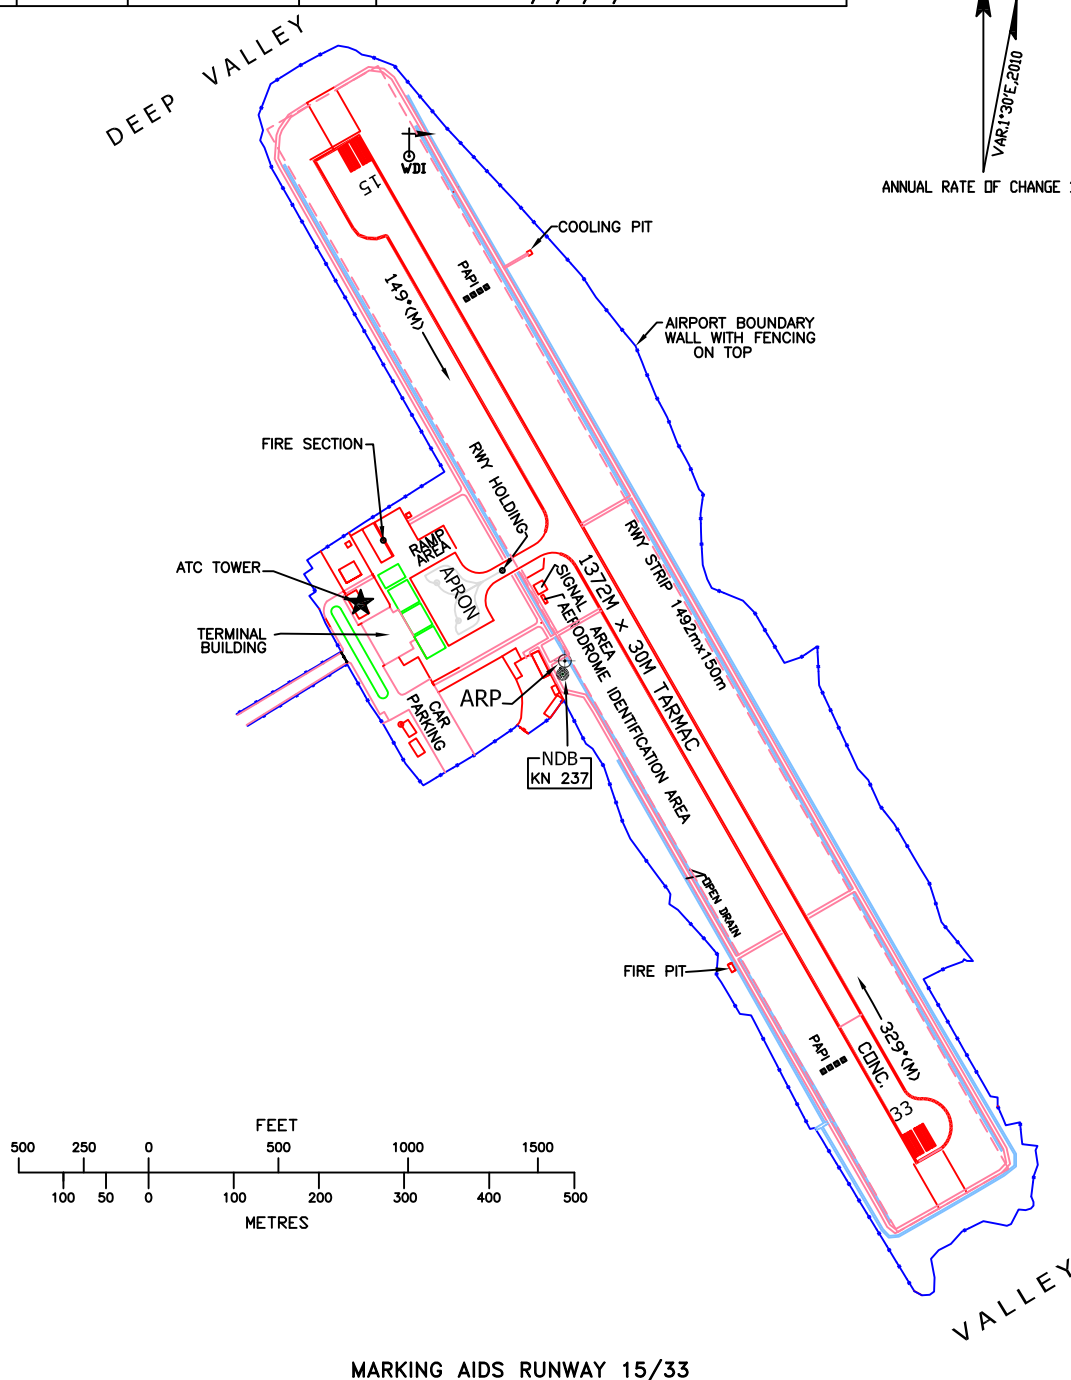 DEEP VALLEY
VAR.1°30'E,2010
ANNUAL RATE OF CHANGE
WDI
15
COOLING PIT
PAPI
149°(M)
AIRPORT BOUNDARY
WALL WITH FENCING
ON TOP
FIRE SECTION
RWY HOLDING
RAMP
AREA
RWY STRIP 1492mx150m
ATC TOWER
APRON
SIGNAL AREA
1372M x 30M TARMAC
AERODROME IDENTIFICATION AREA
TERMINAL
BUILDING
ARP
CAR
PARKING
NDB
KN 237
OPEN DRAIN
FIRE PIT
329°(M)
PAPI
CONC.
33
FEET
500 250 0 500 1000 1500
100 50 0 100 200 300 400 500
METRES
VALLEY
MARKING AIDS RUNWAY 15/33